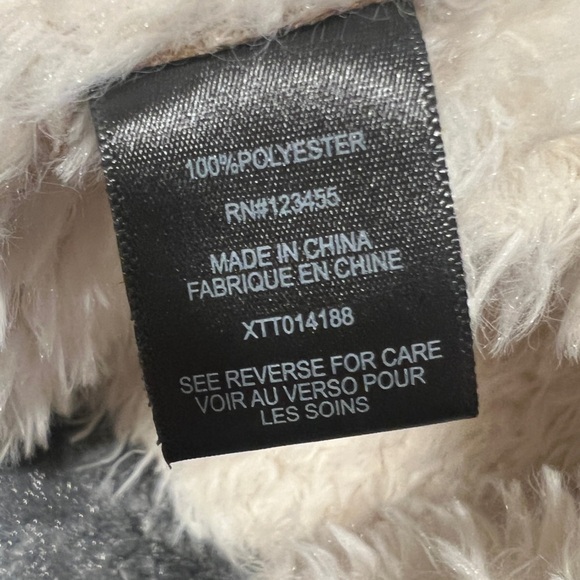 100%POLYESTER
RN#123455
MADE IN CHINA
FABRIQUE EN CHINE
XTT014188
SEE REVERSE FOR CARE
VOIR AU VERSO POUR
LES SOINS